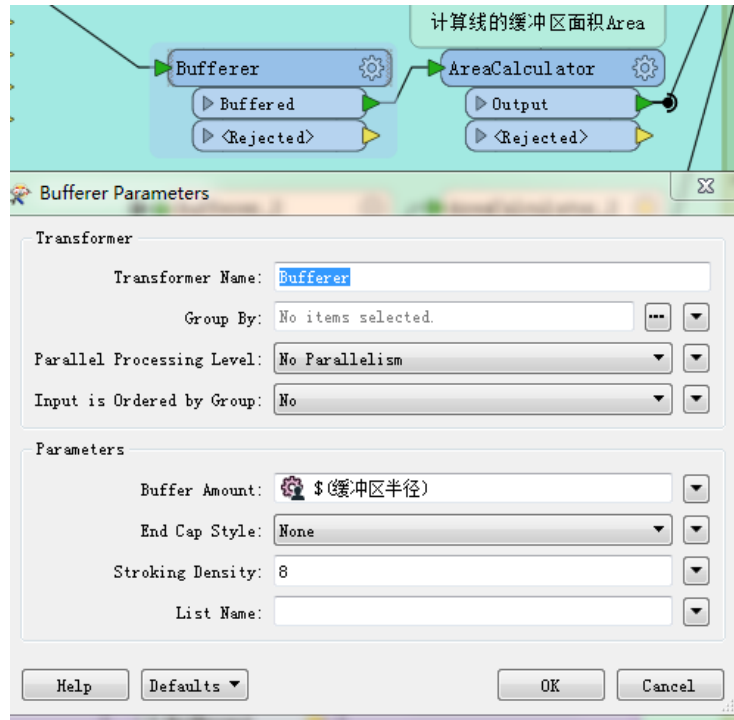 计算线的缓冲区面积Area
Bufferer
AreaCalculator
Buffered
Output
<Rejected>
<Rejected>
Bufferer Parameters
Transformer
Transformer Name: Bufferer
Group By: No items selected.
Parallel Processing Level: No Parallelism
Input is Ordered by Group: No
Parameters
Buffer Amount: $(缓冲区半径)
End Cap Style: None
Stroking Density: 8
List Name:
Help
Defaults
OK
Cancel